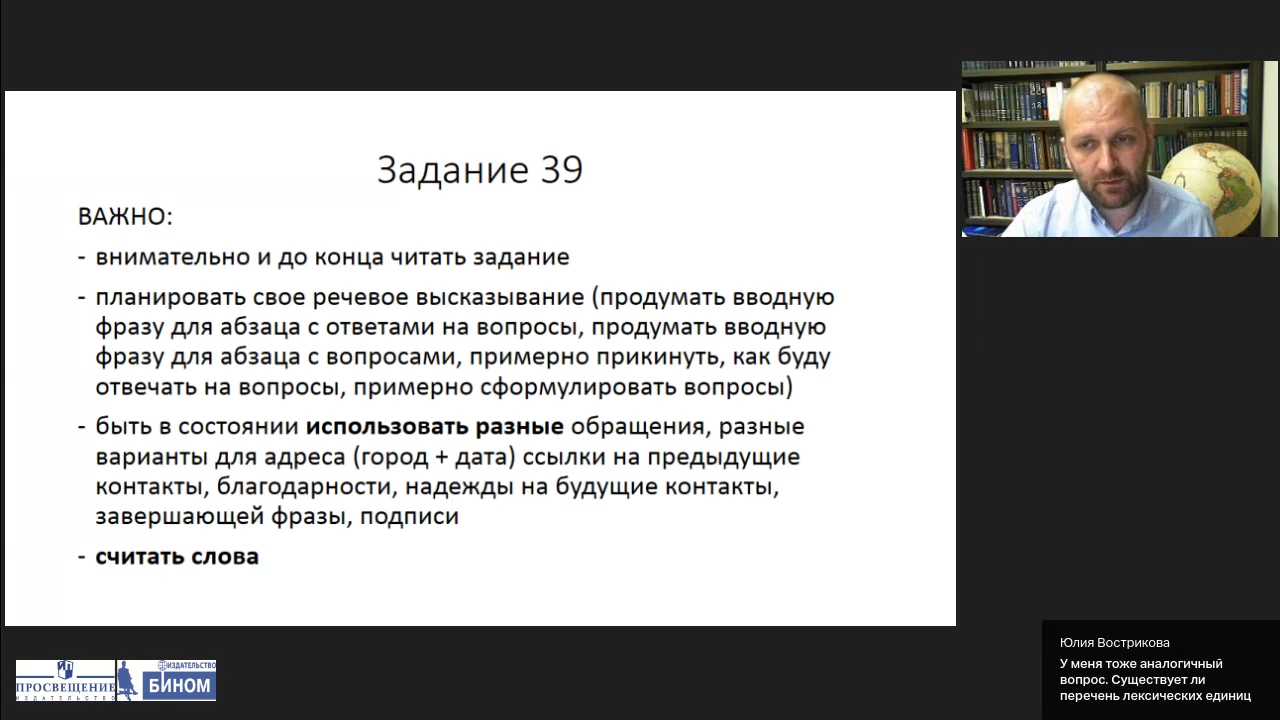 Задание 39
ВАЖНО:
- внимательно и до конца читать задание
- планировать свое речевое высказывание (продумать вводную
фразу для абзаца с ответами на вопросы, продумать вводную
фразу для абзаца с вопросами, примерно прикинуть, как буду
отвечать на вопросы, примерно сформулировать вопросы)
- быть в состоянии использовать разные обращения, разные
варианты для адреса (город + дата) ссылки на предыдущие
контакты, благодарности, надежды на будущие контакты,
завершающей фразы, подписи
- считать слова
ПРОСВЕЩЕНИЕ
ИЗДАТЕЛЬСТВО
ИЗДАТЕЛЬСТВО
БИНОМ
Юлия Вострикова
У меня тоже аналогичный
вопрос. Существует ли
перечень лексических единиц